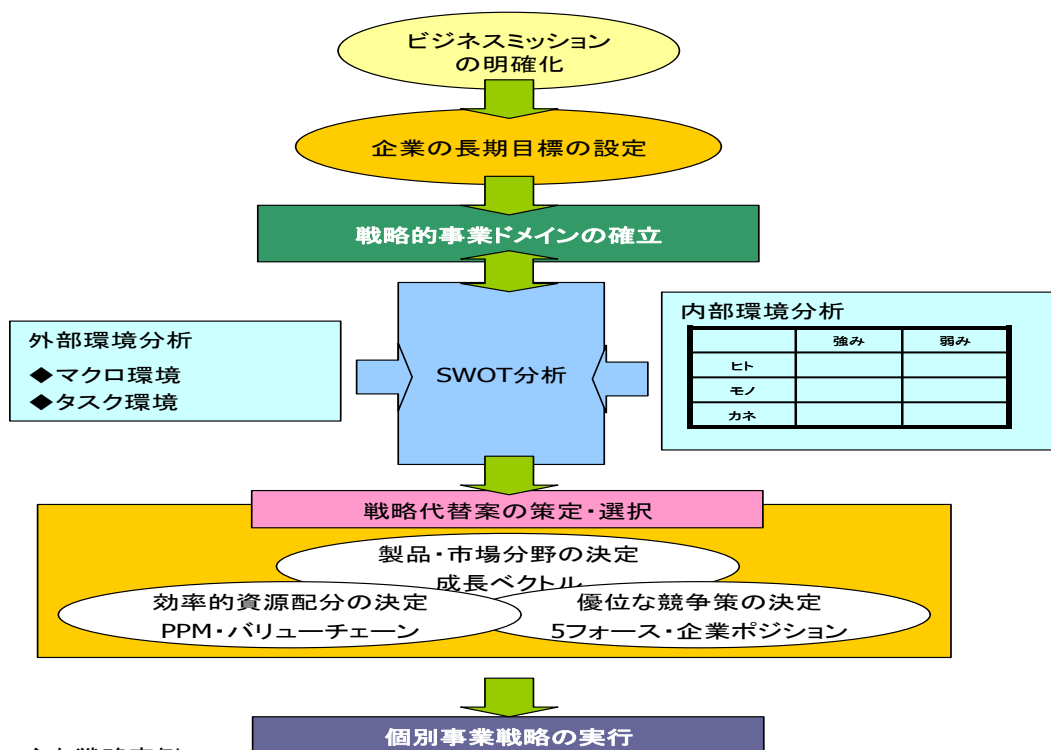 ビジネスミッション
の明確化
企業の長期目標の設定
戦略的事業ドメインの確立
外部環境分析
◆マクロ環境
◆タスク環境
SWOT分析
内部環境分析
強み 弱み
ヒト
モノ
カネ
戦略代替案の策定・選択
製品・市場分野の決定
成長ベクトル
効率的資源配分の決定
PPM・バリューチェーン
優位な競争策の決定
5フォース・企業ポジション
個別事業戦略の実行